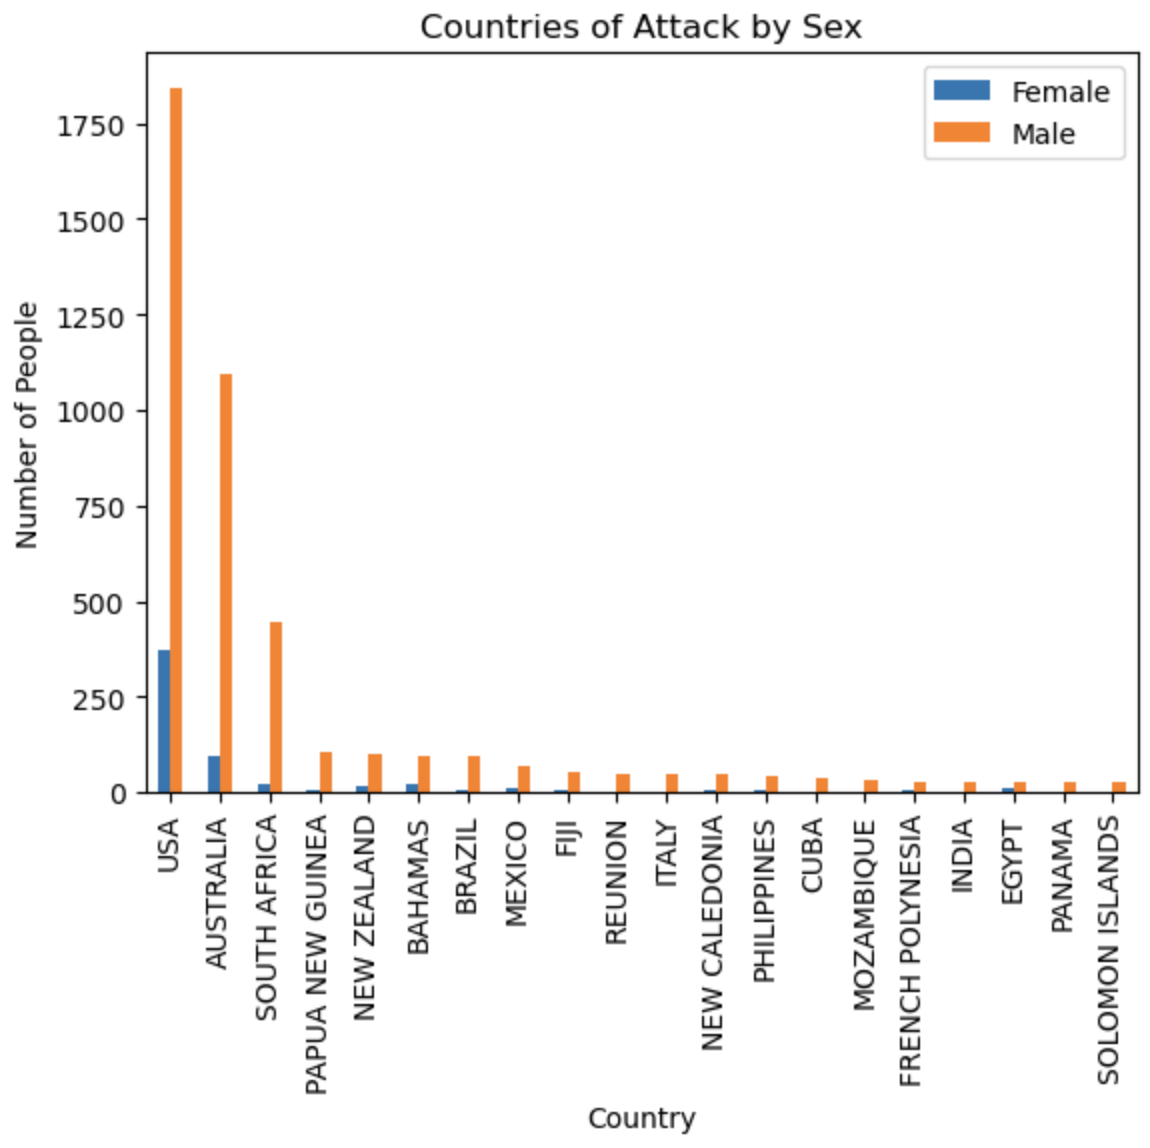 Countries of Attack by Sex
Female
Male
Number of People
1750
1500
1250
1000
750
500
250
0
USA
AUSTRALIA
SOUTH AFRICA
PAPUA NEW GUINEA
NEW ZEALAND
BAHAMAS
BRAZIL
MEXICO
FIJI
REUNION
ITALY
NEW CALEDONIA
PHILIPPINES
CUBA
MOZAMBIQUE
FRENCH POLYNESIA
INDIA
EGYPT
PANAMA
SOLOMON ISLANDS
Country